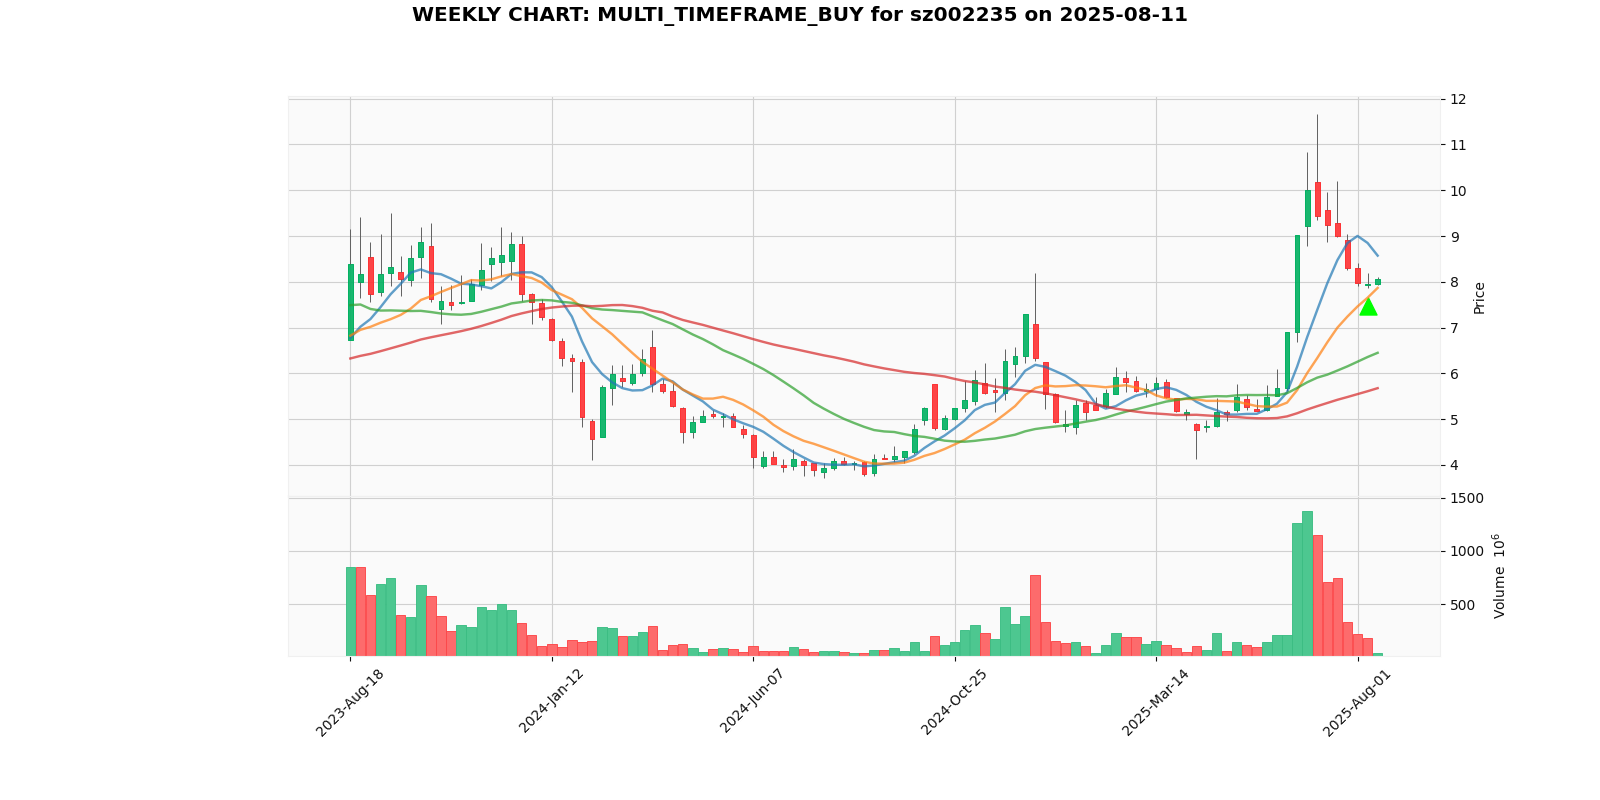 WEEKLY CHART: MULTI_TIMEFRAME_BUY for sz002235 on 2025-08-11
12
11
10
9
8
7
6
5
4
Price
1500
1000
500
Volume 10⁶
2023-Aug-18
2024-Jan-12
2024-Jun-07
2024-Oct-25
2025-Mar-14
2025-Aug-01